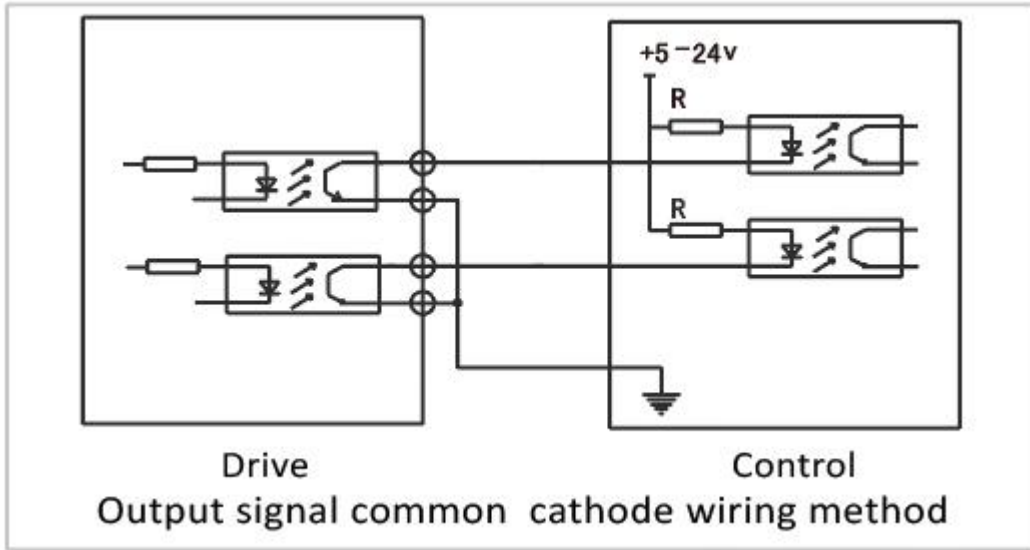 +5-24v
R
R
Drive Control
Output signal common cathode wiring method